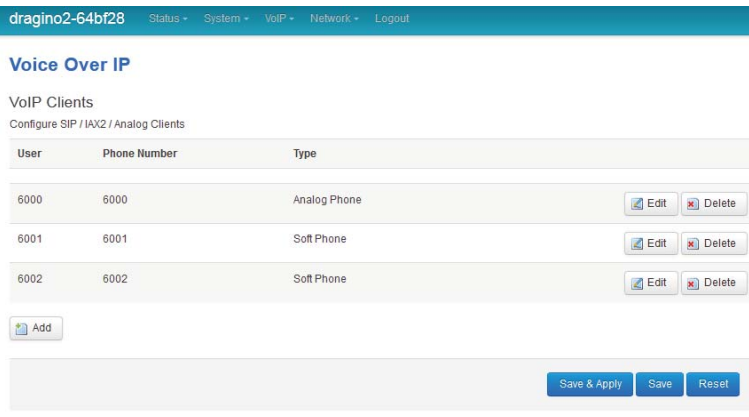 dragino2-64bf28 Status System VoIP Network Logout
Voice Over IP
VoIP Clients
Configure SIP / IAX2 / Analog Clients
User Phone Number Type
6000 6000 Analog Phone Edit Delete
6001 6001 Soft Phone Edit Delete
6002 6002 Soft Phone Edit Delete
Add
Save & Apply Save Reset